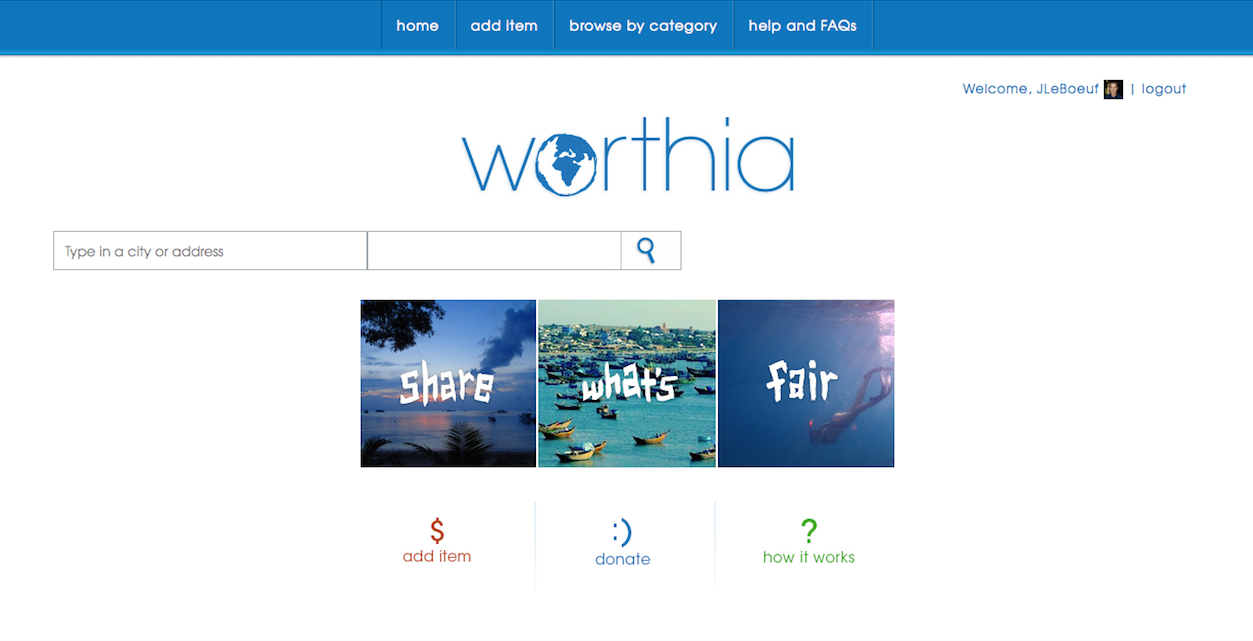 home add item browse by category help and FAQs
Welcome, JLeBoeuf | logout
worthia
Type in a city or address
share what's fair
$ :) ?
add item donate how it works